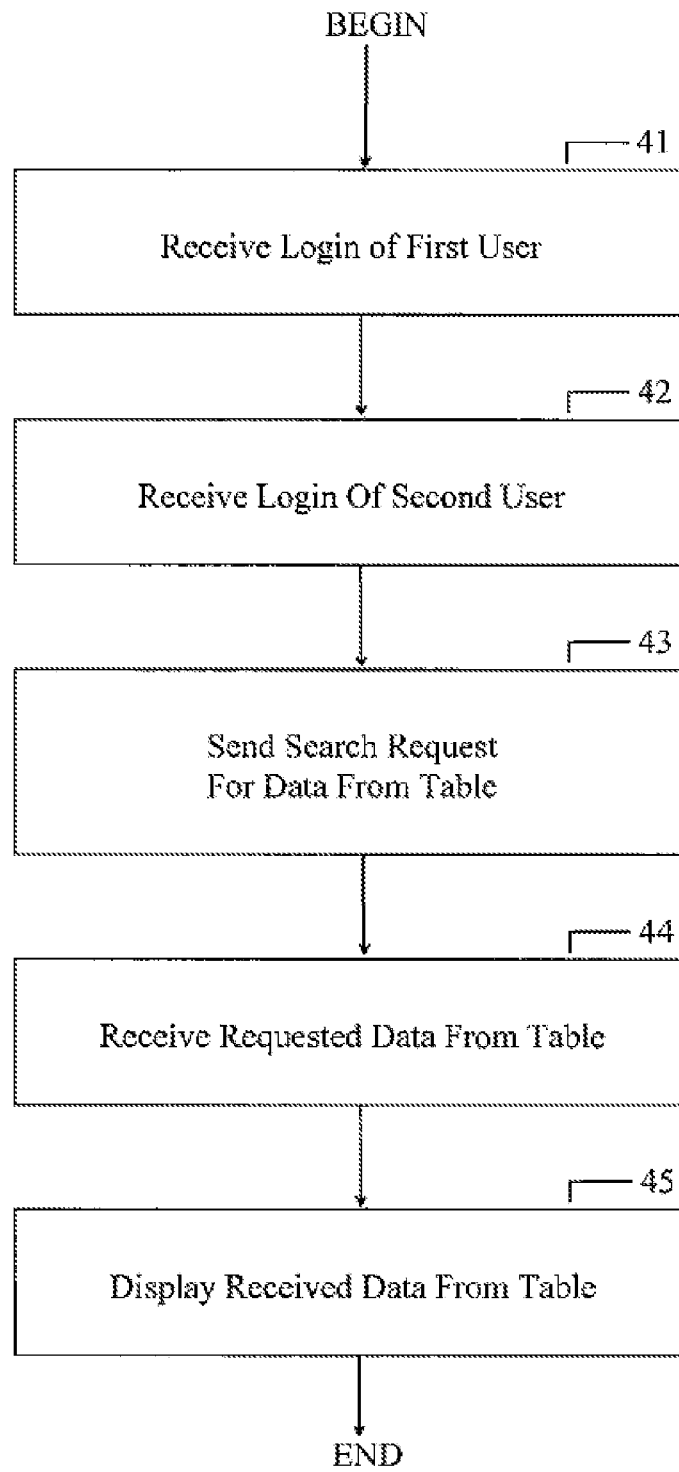 BEGIN
41
Receive Login of First User
42
Receive Login Of Second User
43
Send Search Request
For Data From Table
44
Receive Requested Data From Table
45
Display Received Data From Table
END